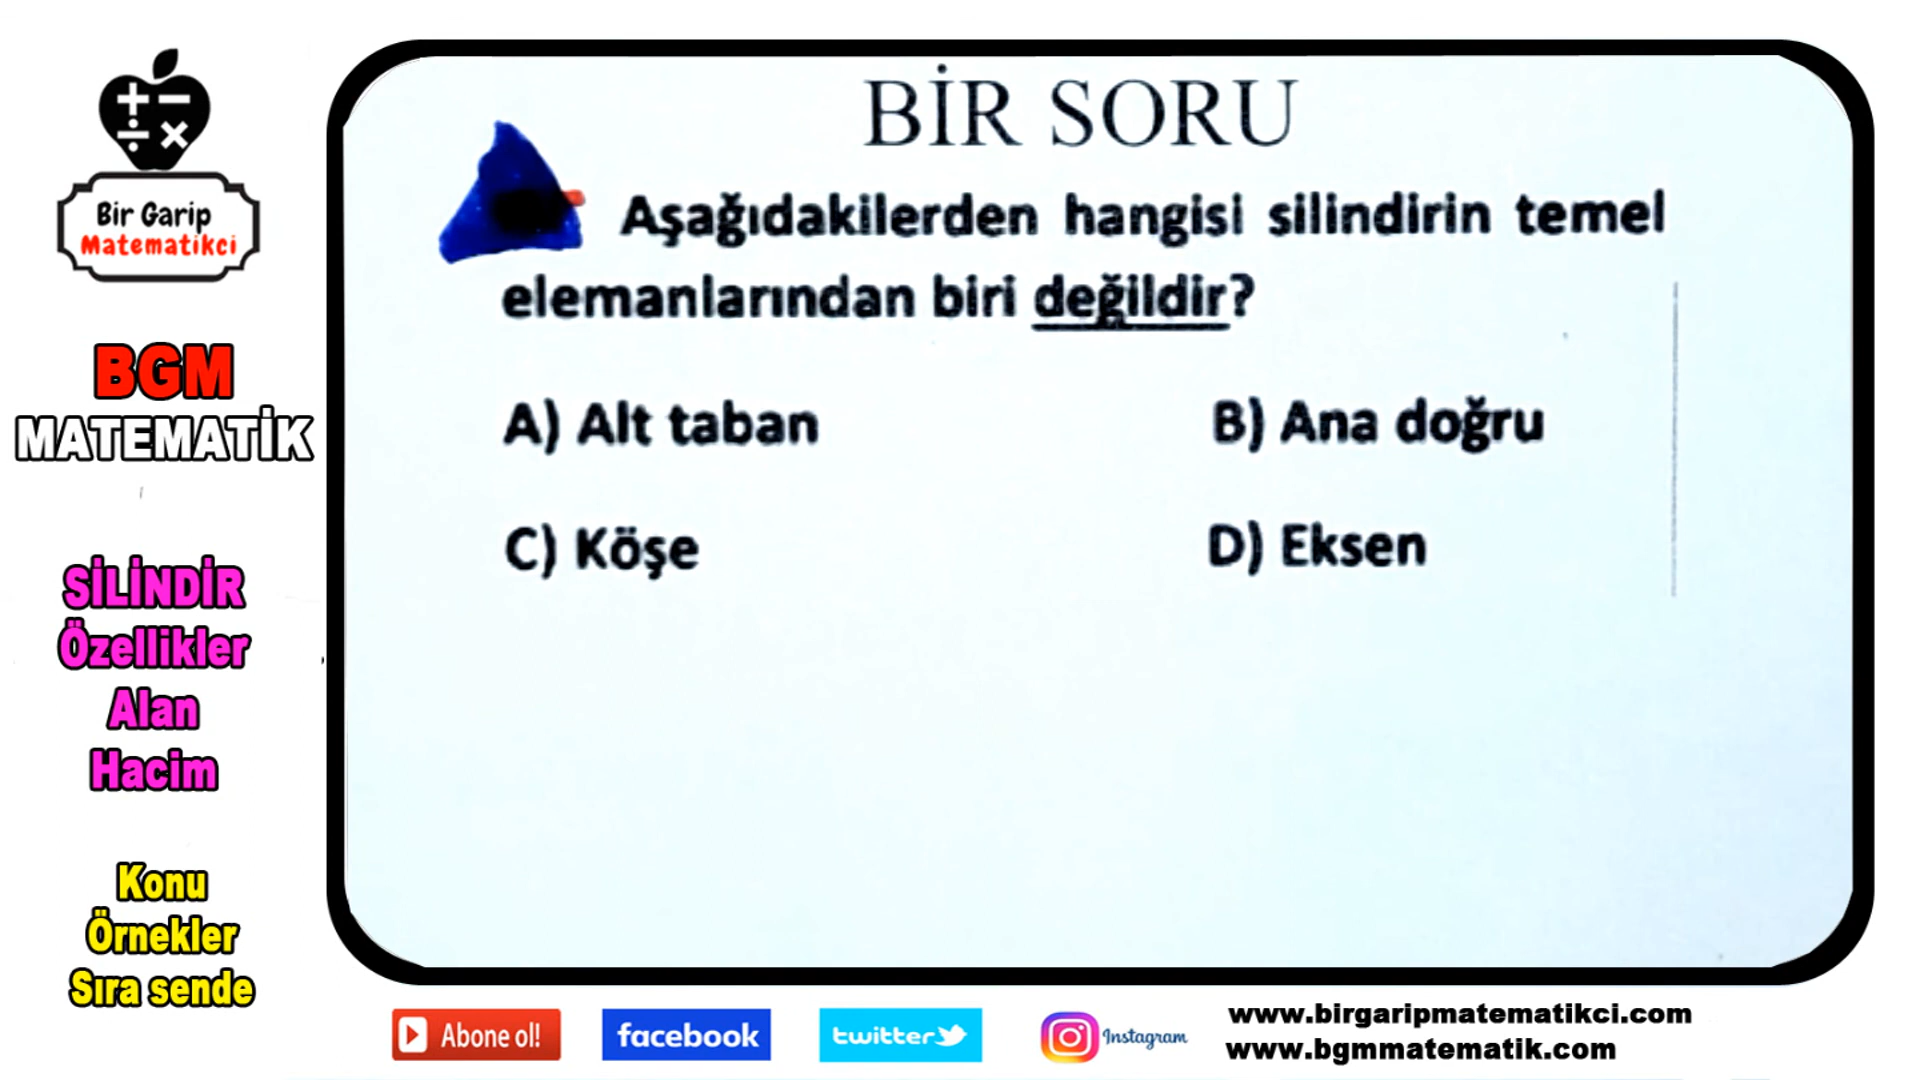 Bir Garip
Matematikci
BGM
MATEMATİK
SİLİNDİR
Özellikler
Alan
Hacim
Konu
Örnekler
Sıra sende
BİR SORU
Aşağıdakilerden hangisi silindirin temel
elemanlarından biri değildir?
A) Alt taban
B) Ana doğru
C) Köşe
D) Eksen
Abone ol!
facebook
twitter
Instagram
www.birgaripmatematikci.com
www.bgmmatematik.com